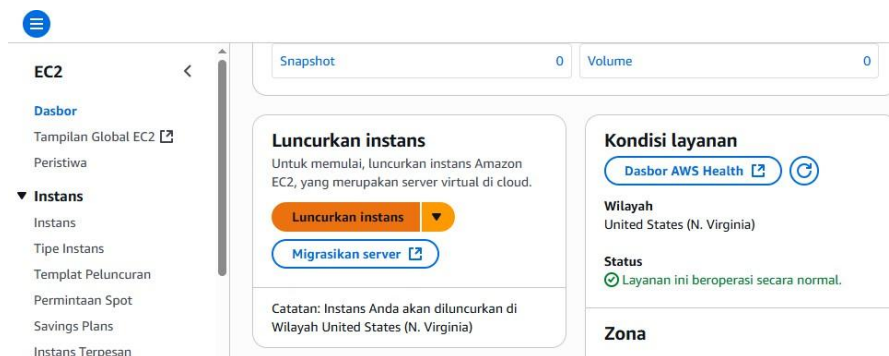 EC2
Dasbor
Tampilan Global EC2
Peristiwa
Instans
Instans
Tipe Instans
Templat Peluncuran
Permintaan Spot
Savings Plans
Instans Terpesan
Snapshot 0
Volume 0
Luncurkan instans
Untuk memulai, luncurkan instans Amazon
EC2, yang merupakan server virtual di cloud.
Luncurkan instans
Migrasikan server
Catatan: Instans Anda akan diluncurkan di
Wilayah United States (N. Virginia)
Kondisi layanan
Dasbor AWS Health
Wilayah
United States (N. Virginia)
Status
Layanan ini beroperasi secara normal.
Zona